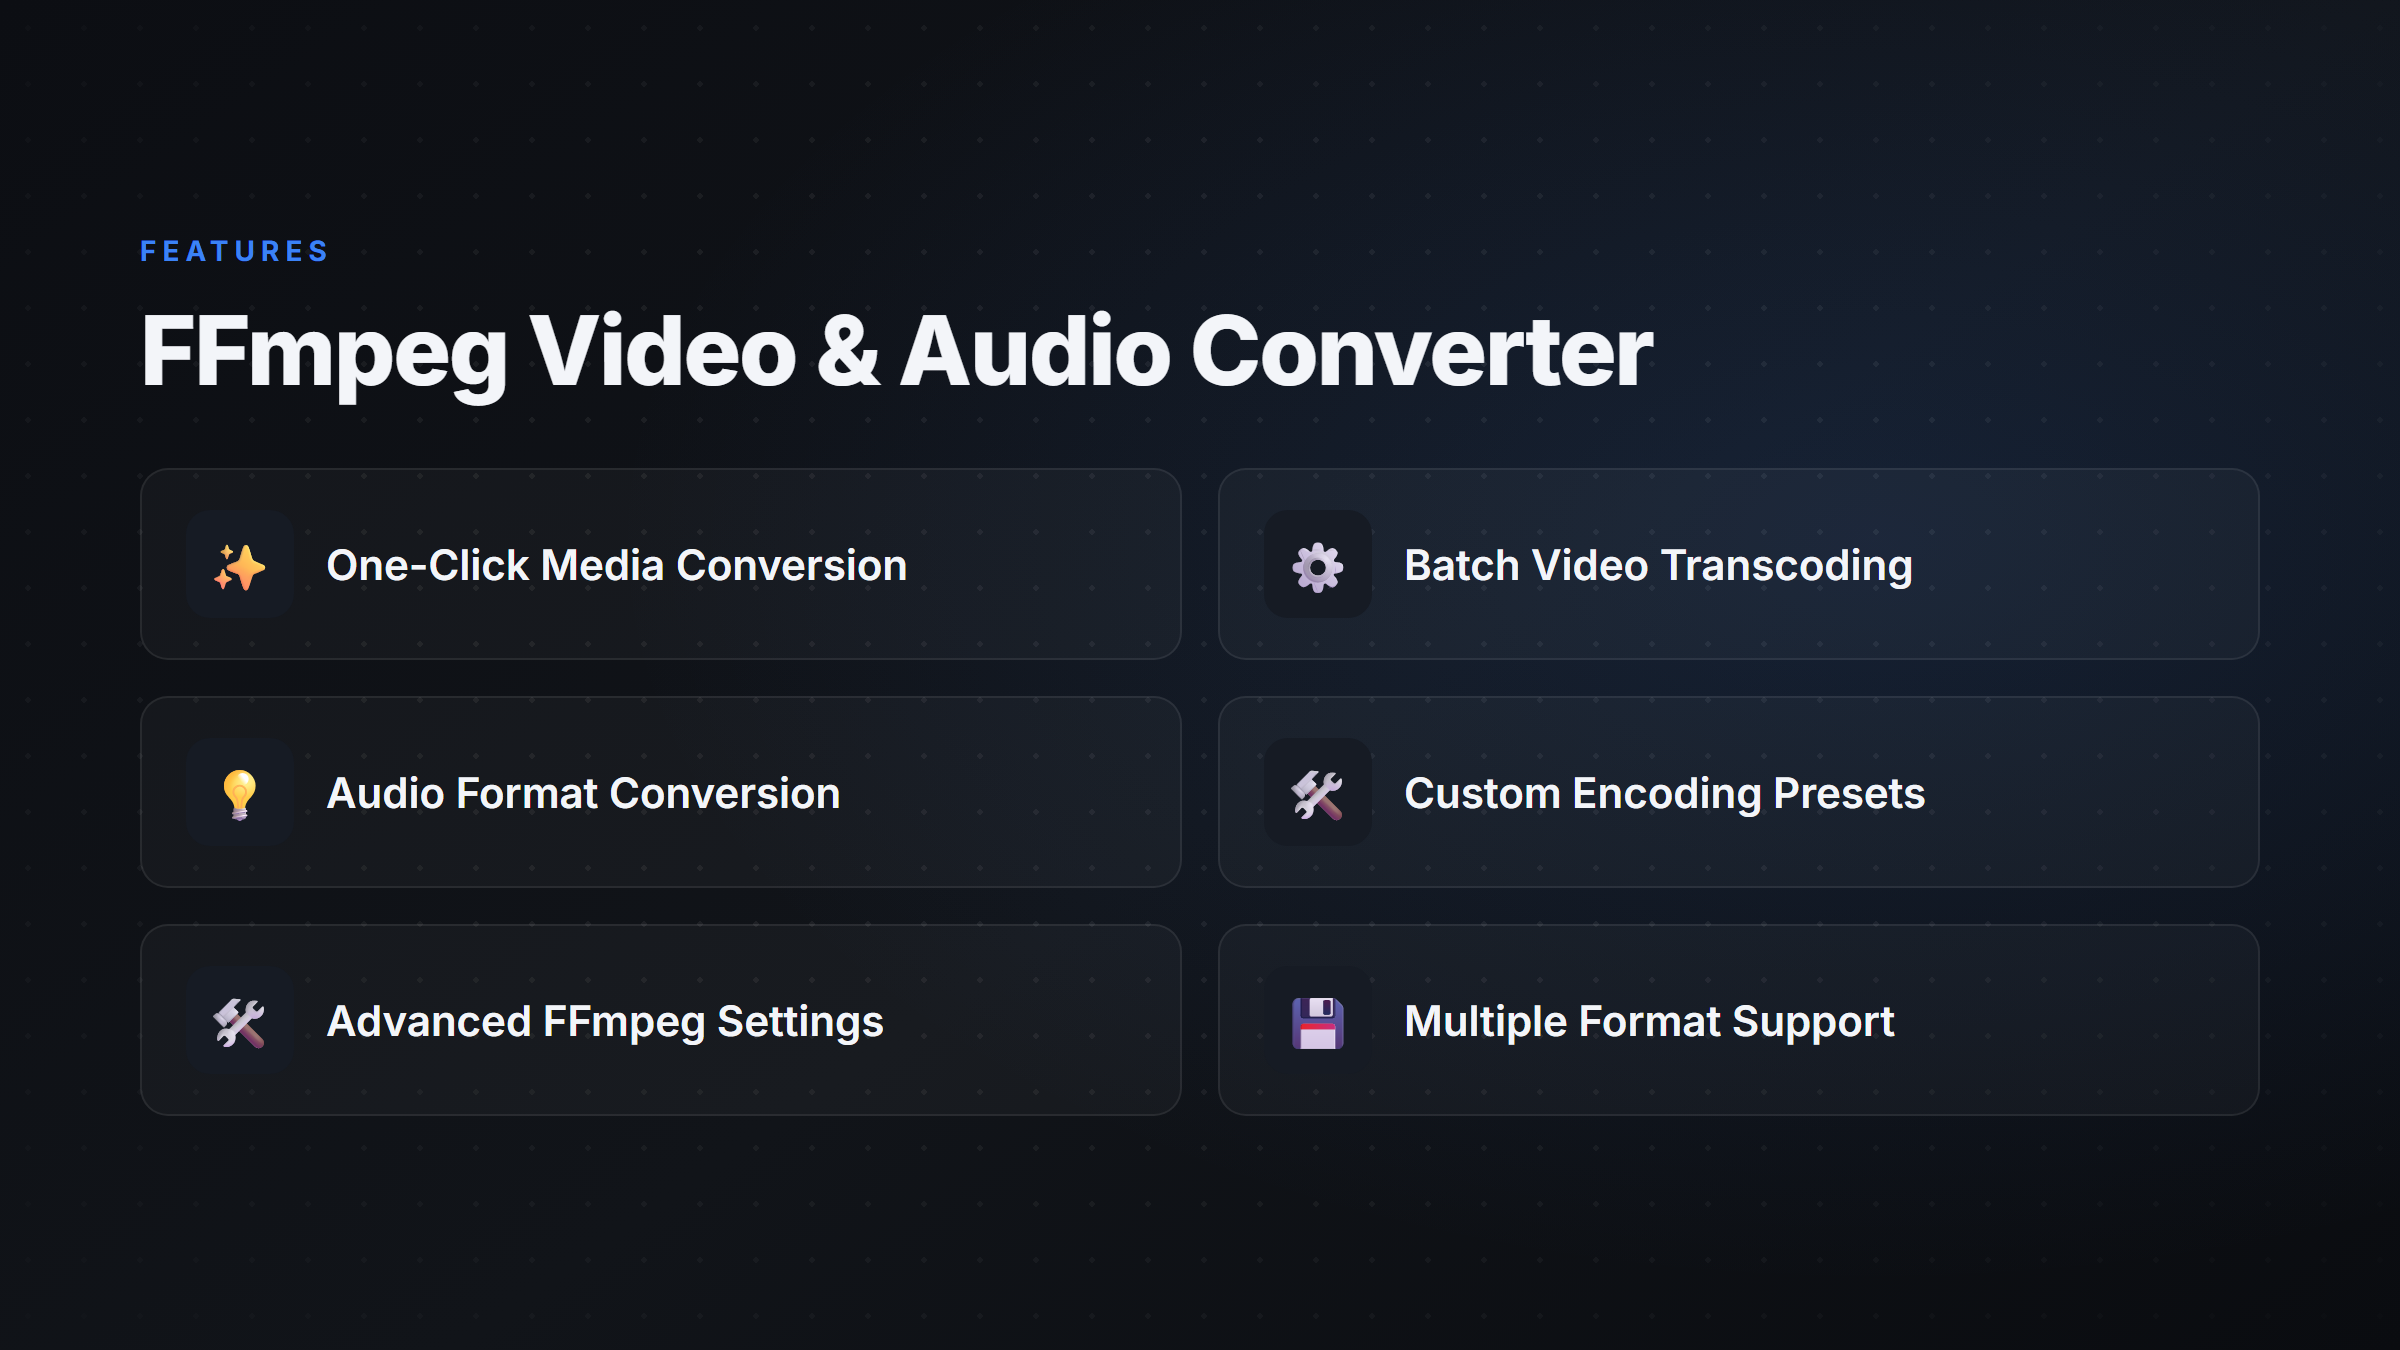 FEATURES
FFmpeg Video & Audio Converter
One-Click Media Conversion
Batch Video Transcoding
Audio Format Conversion
Custom Encoding Presets
Advanced FFmpeg Settings
Multiple Format Support